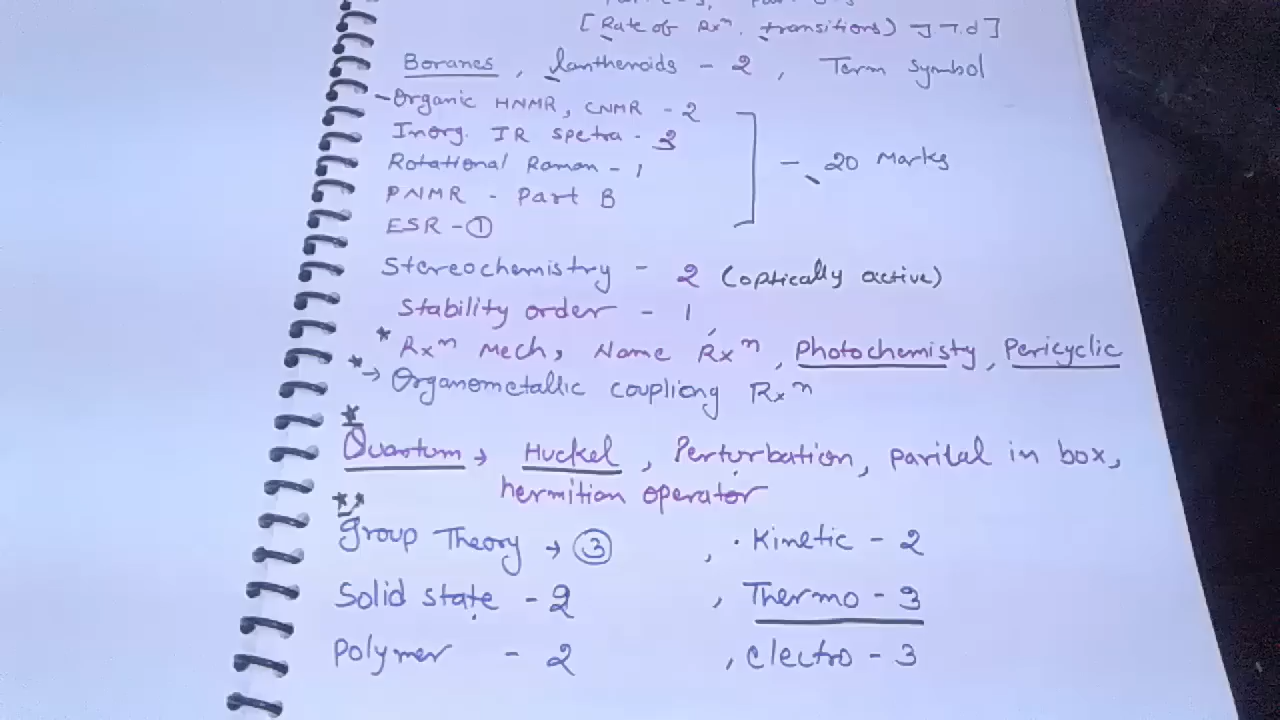 [Rate of Rxn, transitions)
Boranes, Lanthenoids - 2, Term Symbol
-Organic HNMR, CNMR - 2
Inorg. IR spetra - 3
Rotational Raman - 1
- 20 Marks
PNMR - Part B
ESR - ①
Stereochemistry - 2 (optically active)
Stability order - 1
* Rxn Mech, Name Rxn, Photochemisty, Pericyclic
* → Organometallic coupliong Rxn
* Quantum → Huckel, Perturbation, parital in box,
hermition operator
** Group Theory → ③ , . Kinetic - 2
Solid state - 2 , Thermo - 3
Polymer - 2 , Electro - 3